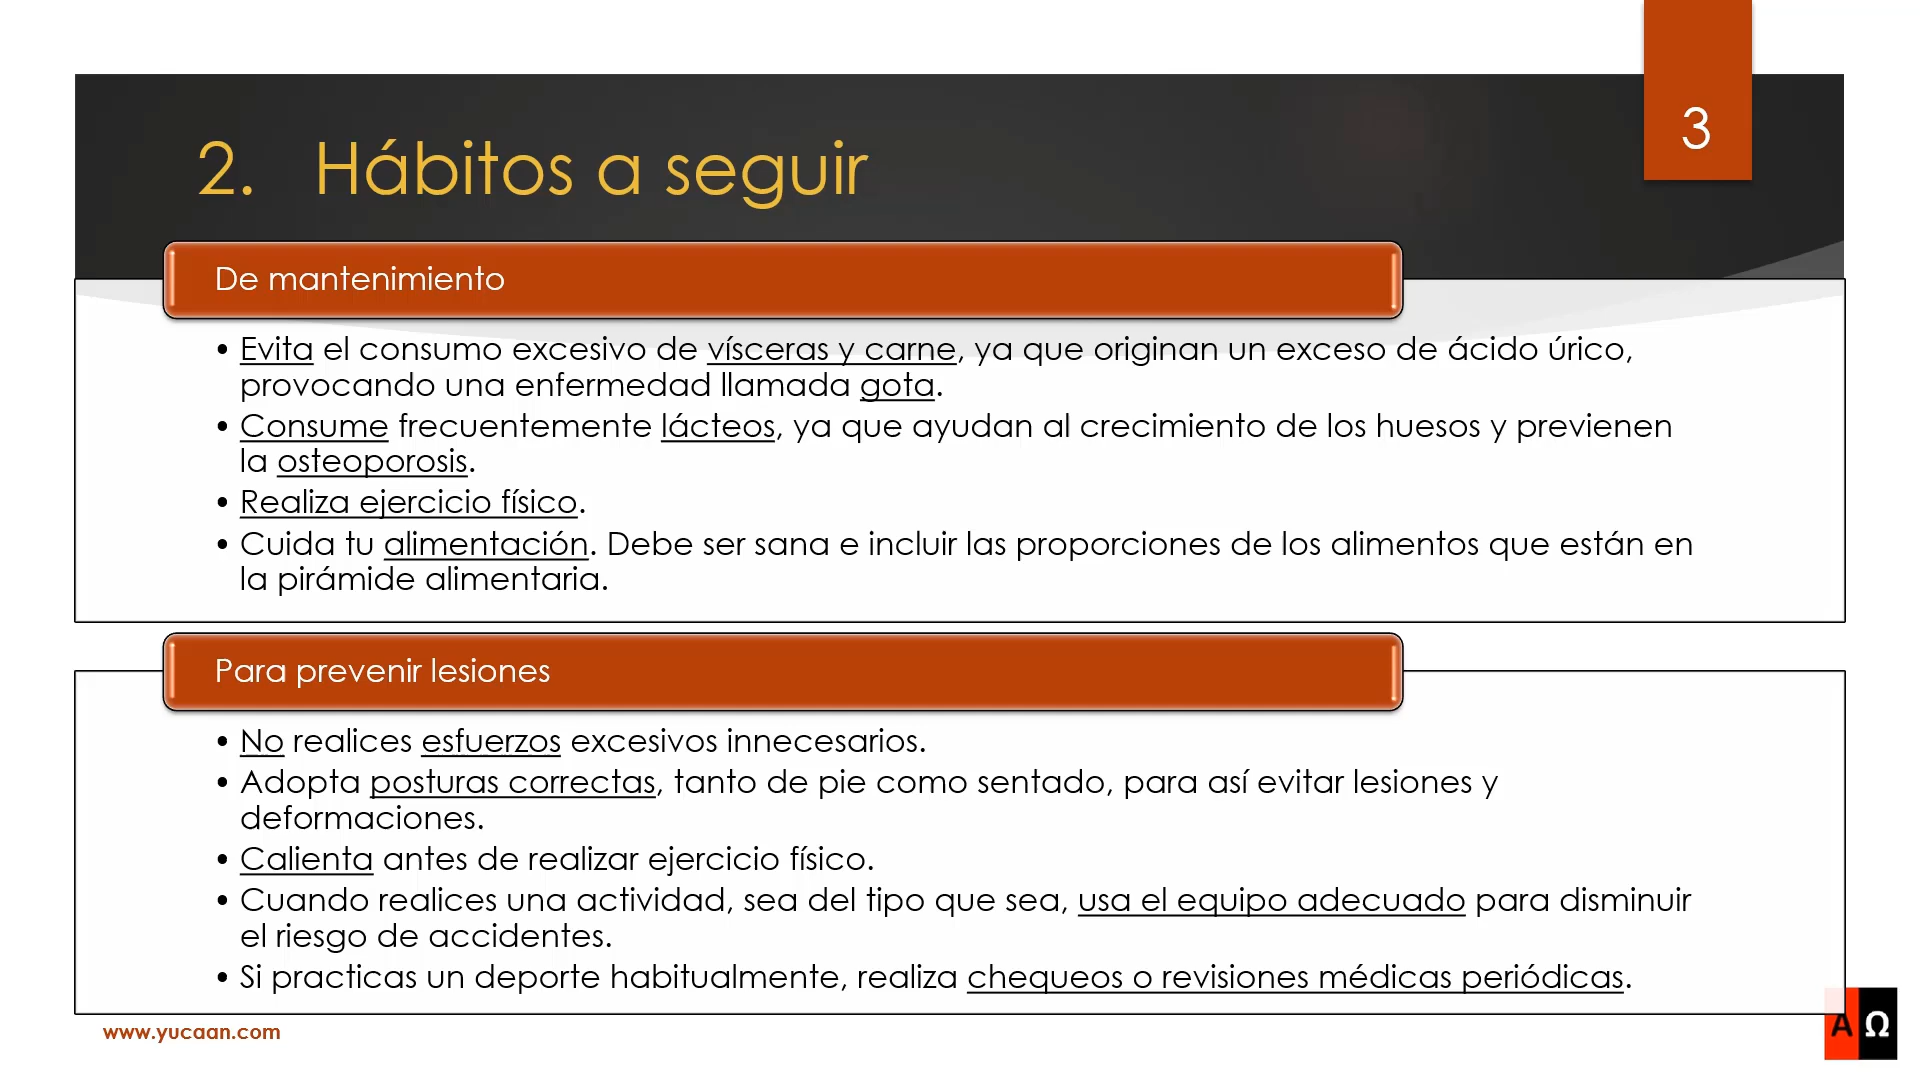 3
2. Hábitos a seguir
De mantenimiento
• Evita el consumo excesivo de vísceras y carne, ya que originan un exceso de ácido úrico,
provocando una enfermedad llamada gota.
• Consume frecuentemente lácteos, ya que ayudan al crecimiento de los huesos y previenen
la osteoporosis.
• Realiza ejercicio físico.
• Cuida tu alimentación. Debe ser sana e incluir las proporciones de los alimentos que están en
la pirámide alimentaria.
Para prevenir lesiones
• No realices esfuerzos excesivos innecesarios.
• Adopta posturas correctas, tanto de pie como sentado, para así evitar lesiones y
deformaciones.
• Calienta antes de realizar ejercicio físico.
• Cuando realices una actividad, sea del tipo que sea, usa el equipo adecuado para disminuir
el riesgo de accidentes.
• Si practicas un deporte habitualmente, realiza chequeos o revisiones médicas periódicas.
www.yucaan.com
Α Ω